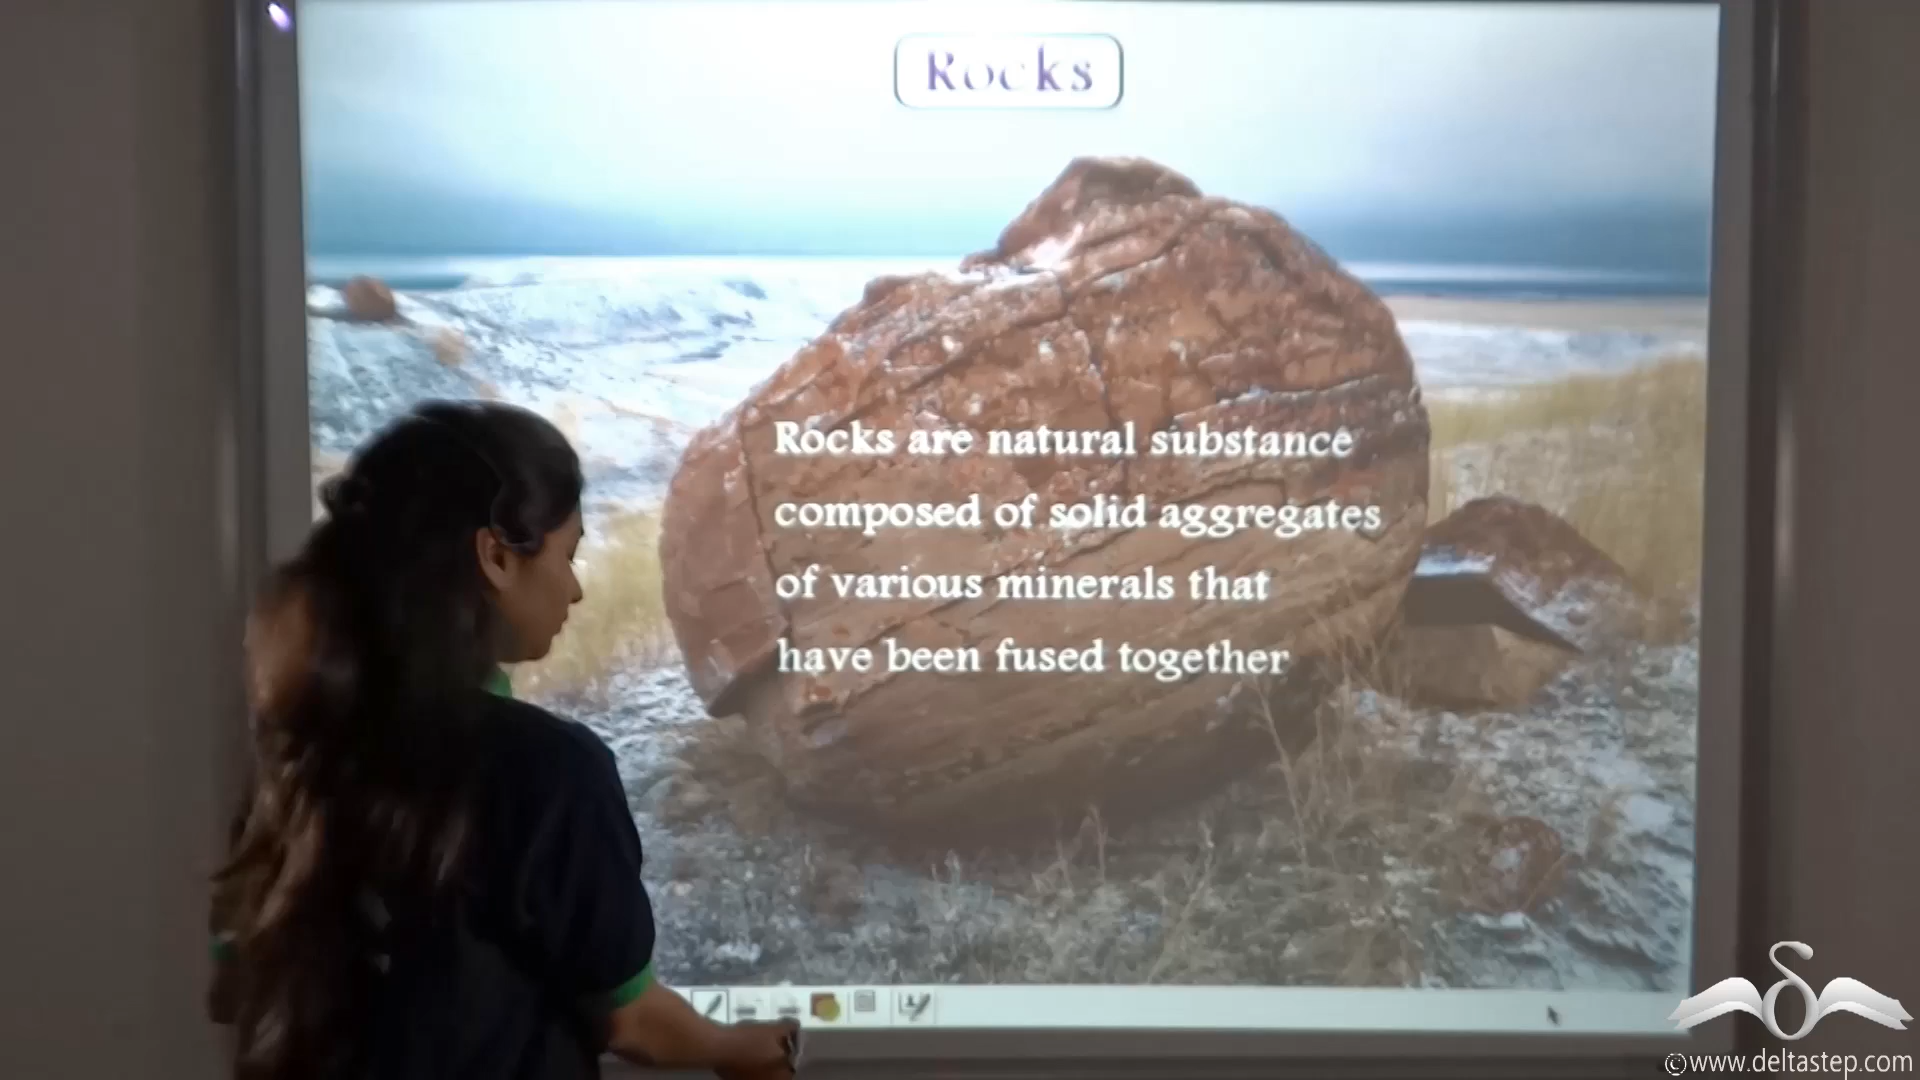 Rocks
Rocks are natural substance
composed of solid aggregates
of various minerals that
have been fused together
©www.deltastep.com